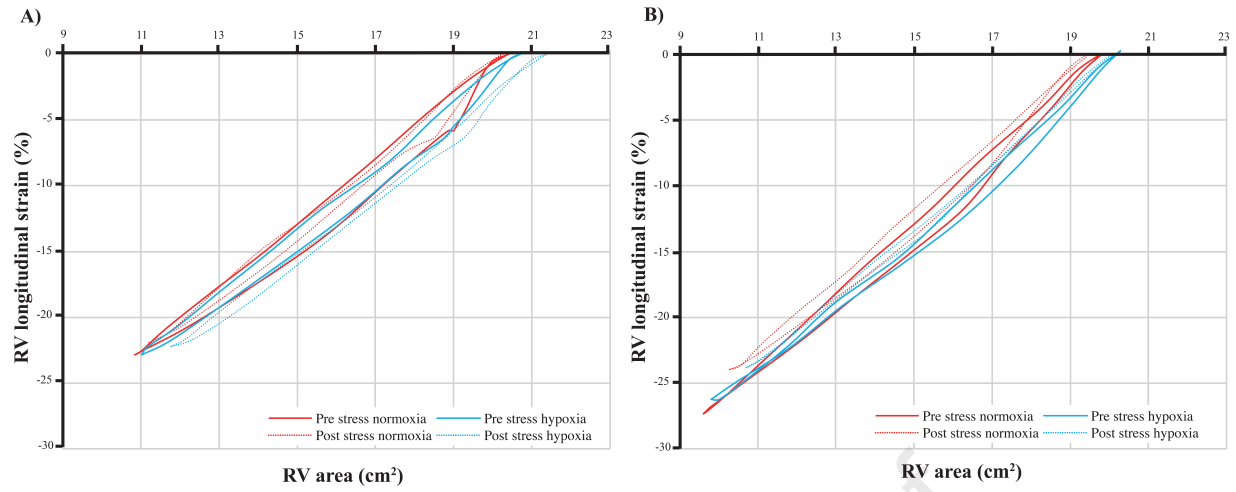 A)
9 11 13 15 17 19 21 23
0
-5
-10
-15
-20
-25
-30
RV longitudinal strain (%)
Pre stress normoxia Pre stress hypoxia
Post stress normoxia Post stress hypoxia
RV area (cm²)
B)
9 11 13 15 17 19 21 23
0
-5
-10
-15
-20
-25
-30
RV longitudinal strain (%)
Pre stress normoxia Pre stress hypoxia
Post stress normoxia Post stress hypoxia
RV area (cm²)
f